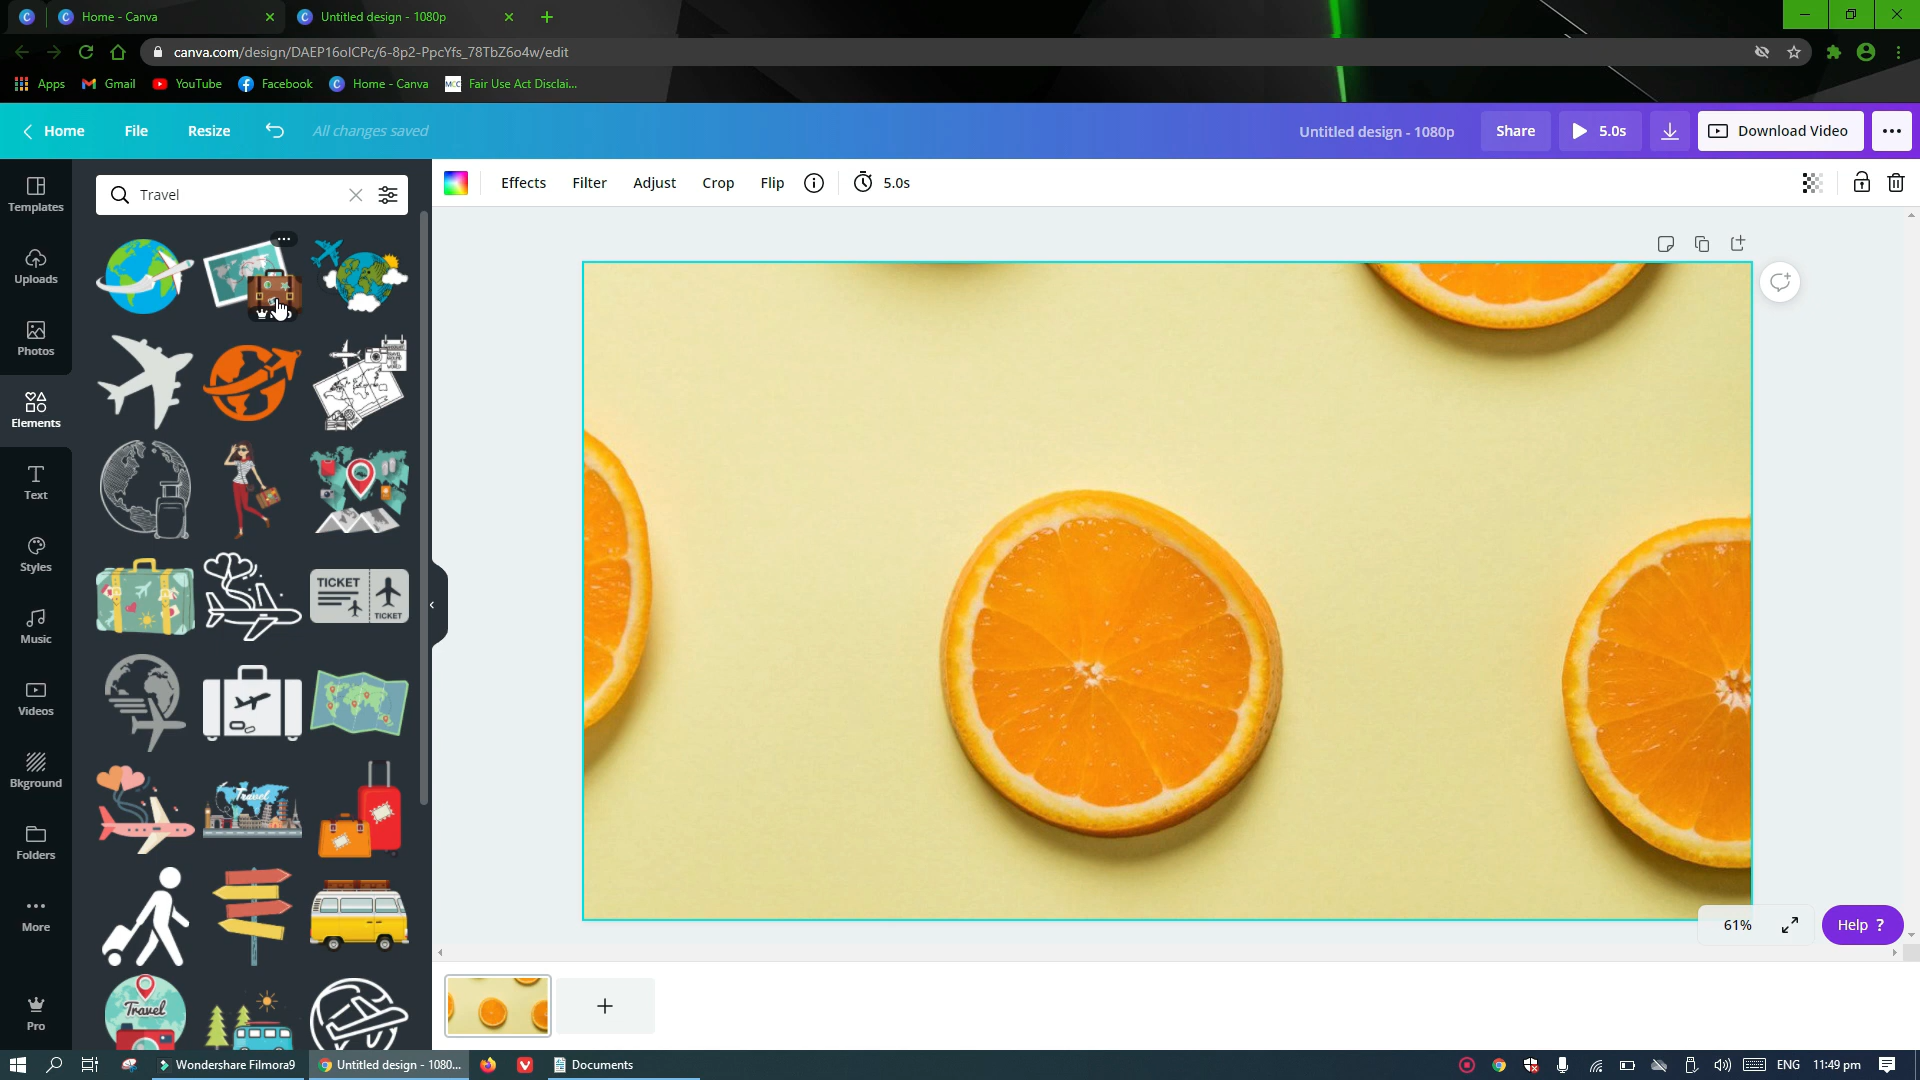 Home - Canva
Untitled design - 1080p
canva.com/design/DAEP16olCPc/6-8p2-PpcYfs_78TbZ6o4w/edit
Apps
Gmail
YouTube
Facebook
Home - Canva
Fair Use Act Disclai...
Home
File
Resize
All changes saved
Untitled design - 1080p
Share
5.0s
Download Video
Templates
Uploads
Photos
Elements
Text
Styles
Music
Videos
Bkground
Folders
More
Pro
Travel
Effects
Filter
Adjust
Crop
Flip
5.0s
TICKET
TICKET
Travel
Travel
61%
Help ?
Wondershare Filmora9
Untitled design - 1080...
Documents
ENG
11:49 pm